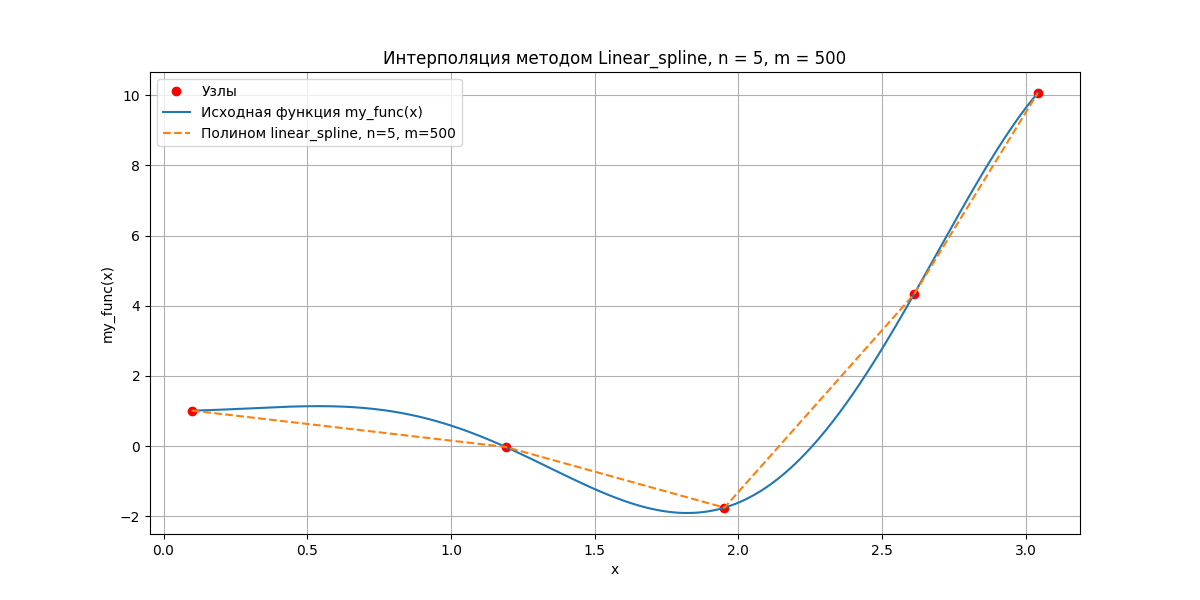 Интерполяция методом Linear_spline, n = 5, m = 500
Узлы
Исходная функция my_func(x)
Полином linear_spline, n=5, m=500
my_func(x)
10
8
6
4
2
0
−2
0.0 0.5 1.0 1.5 2.0 2.5 3.0
x